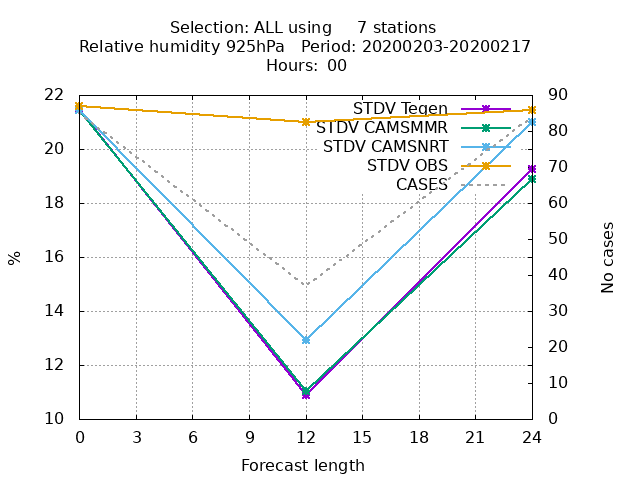 Selection: ALL using     7 stations
Relative humidity 925hPa   Period: 20200203-20200217
Hours:  00
22
20
18
16
14
12
10
%
STDV Tegen
STDV CAMSMMR
STDV CAMSNRT
STDV OBS
CASES
90
80
70
60
50
40
30
20
10
0
No cases
0 3 6 9 12 15 18 21 24
Forecast length